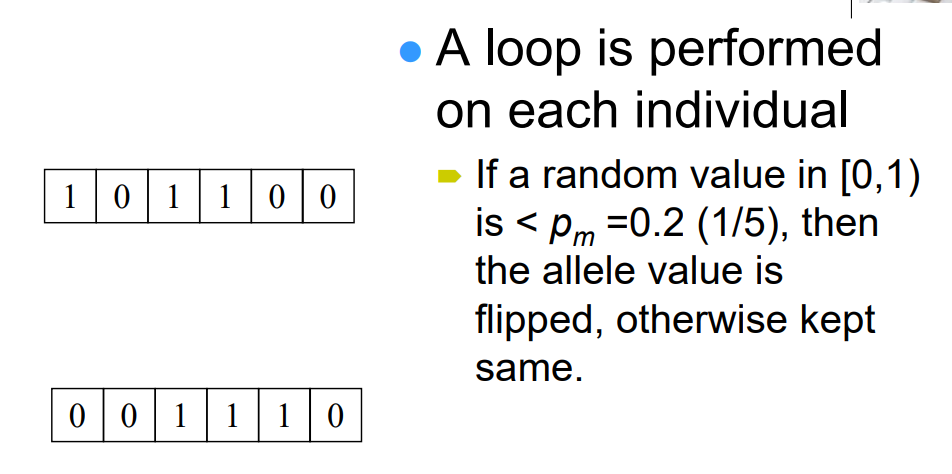 A loop is performed
on each individual
If a random value in [0,1)
is < pm =0.2 (1/5), then
the allele value is
flipped, otherwise kept
same.
1 0 1 1 0 0
0 0 1 1 1 0